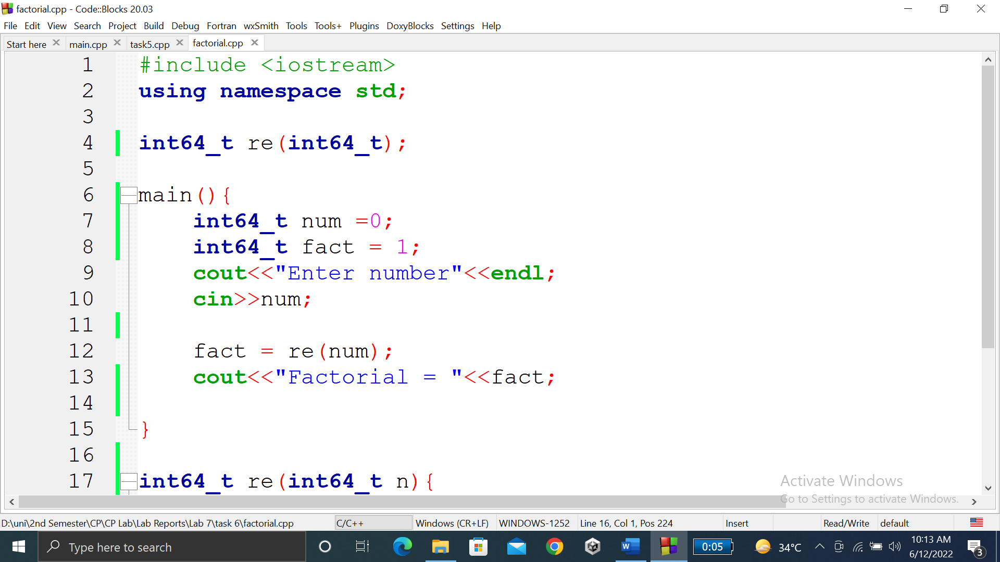 factorial.cpp - Code::Blocks 20.03
File Edit View Search Project Build Debug Fortran wxSmith Tools Tools+ Plugins DoxyBlocks Settings Help
Start here main.cpp task5.cpp factorial.cpp
1 #include <iostream>
2 using namespace std;
3
4 int64_t re(int64_t);
5
6 main(){
7 int64_t num =0;
8 int64_t fact = 1;
9 cout<<"Enter number"<<endl;
10 cin>>num;
11
12 fact = re(num);
13 cout<<"Factorial = "<<fact;
14
15 }
16
17 int64_t re(int64_t n){
Activate Windows
Go to Settings to activate Windows.
D:\uni\2nd Semester\CP\CP Lab\Lab Reports\Lab 7\task 6\factorial.cpp C/C++ Windows (CR+LF) WINDOWS-1252 Line 16, Col 1, Pos 224 Insert Read/Write default
Type here to search 0:05 34°C 10:13 AM
6/12/2022 3